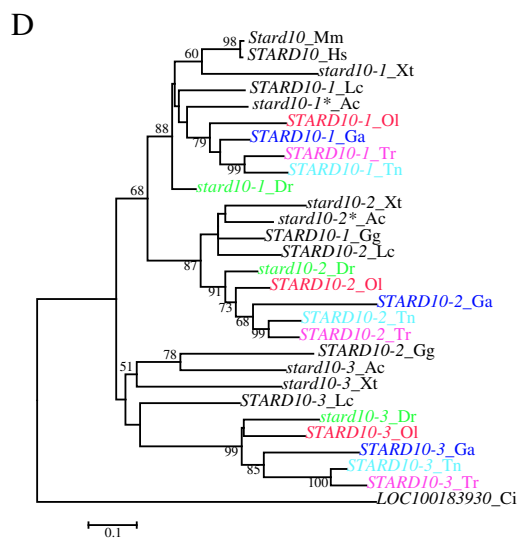 D
98
Stard10_Mm
STARD10_Hs
60
stard10-1_Xt
STARD10-1_Lc
stard10-1*_Ac
STARD10-1_Ol
88
79
STARD10-1_Ga
STARD10-1_Tr
99
STARD10-1_Tn
68
stard10-1_Dr
stard10-2_Xt
stard10-2*_Ac
STARD10-1_Gg
STARD10-2_Lc
87
stard10-2_Dr
91
STARD10-2_Ol
73
STARD10-2_Ga
68
STARD10-2_Tn
99
STARD10-2_Tr
78
STARD10-2_Gg
51
stard10-3_Ac
stard10-3_Xt
STARD10-3_Lc
stard10-3_Dr
STARD10-3_Ol
99
STARD10-3_Ga
85
STARD10-3_Tn
100
STARD10-3_Tr
LOC100183930_Ci
0.1